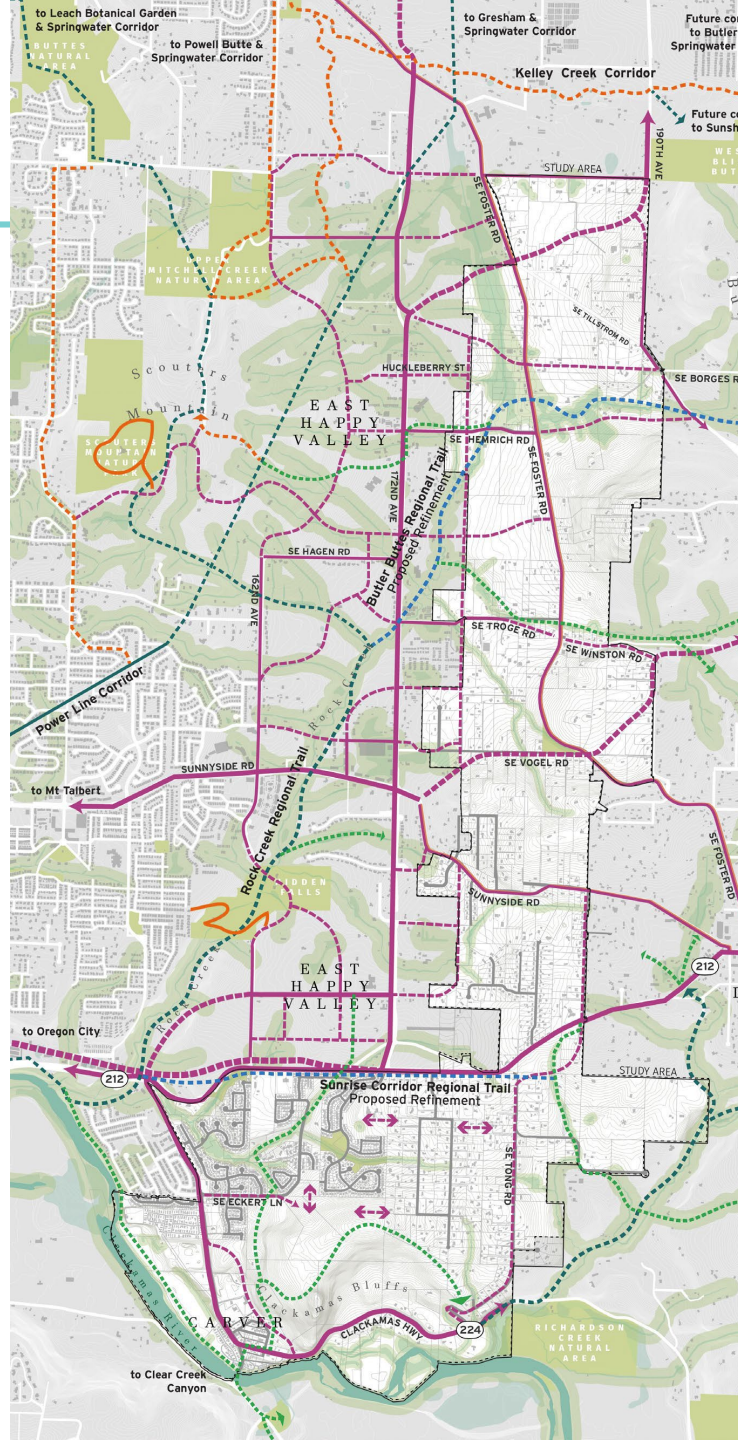 to Leach Botanical Garden
& Springwater Corridor
to Gresham &
Springwater Corridor
Future
to Butler
Springwater
BUTTES
NATURAL
AREA
to Powell Butte &
Springwater Corridor
Kelley Creek Corridor
Future
to Sunsh
190TH AVE
STUDY AREA
SE FOSTER RD
UPPER
MITCHELL CREEK
NATURAL AREA
SE TILLSTROM RD
HUCKLEBERRY ST
SE BORGES R
Scouters
Mountain
EAST
HAPPY
VALLEY
SE HEMRICH RD
SCOUTERS
MOUNTAIN
SE FOSTER RD
172ND AVE
Butler Buttes Regional Trail
Proposed Refinement
SE HAGEN RD
162ND AVE
SE TROGE RD
SE WINSTON RD
Power Line Corridor
SE VOGEL RD
SUNNYSIDE RD
to Mt Talbert
Rock Creek Regional Trail
SE FOSTER RD
SUNNYSIDE RD
212
EAST
HAPPY
VALLEY
to Oregon City
212
STUDY AREA
Sunrise Corridor Regional Trail
Proposed Refinement
SE TONG RD
SE ECKERT LN
Clackamas River
Clackamas Bluffs
CARVER
CLACKAMAS HWY
224
RICHARDSON
CREEK
NATURAL
AREA
to Clear Creek
Canyon